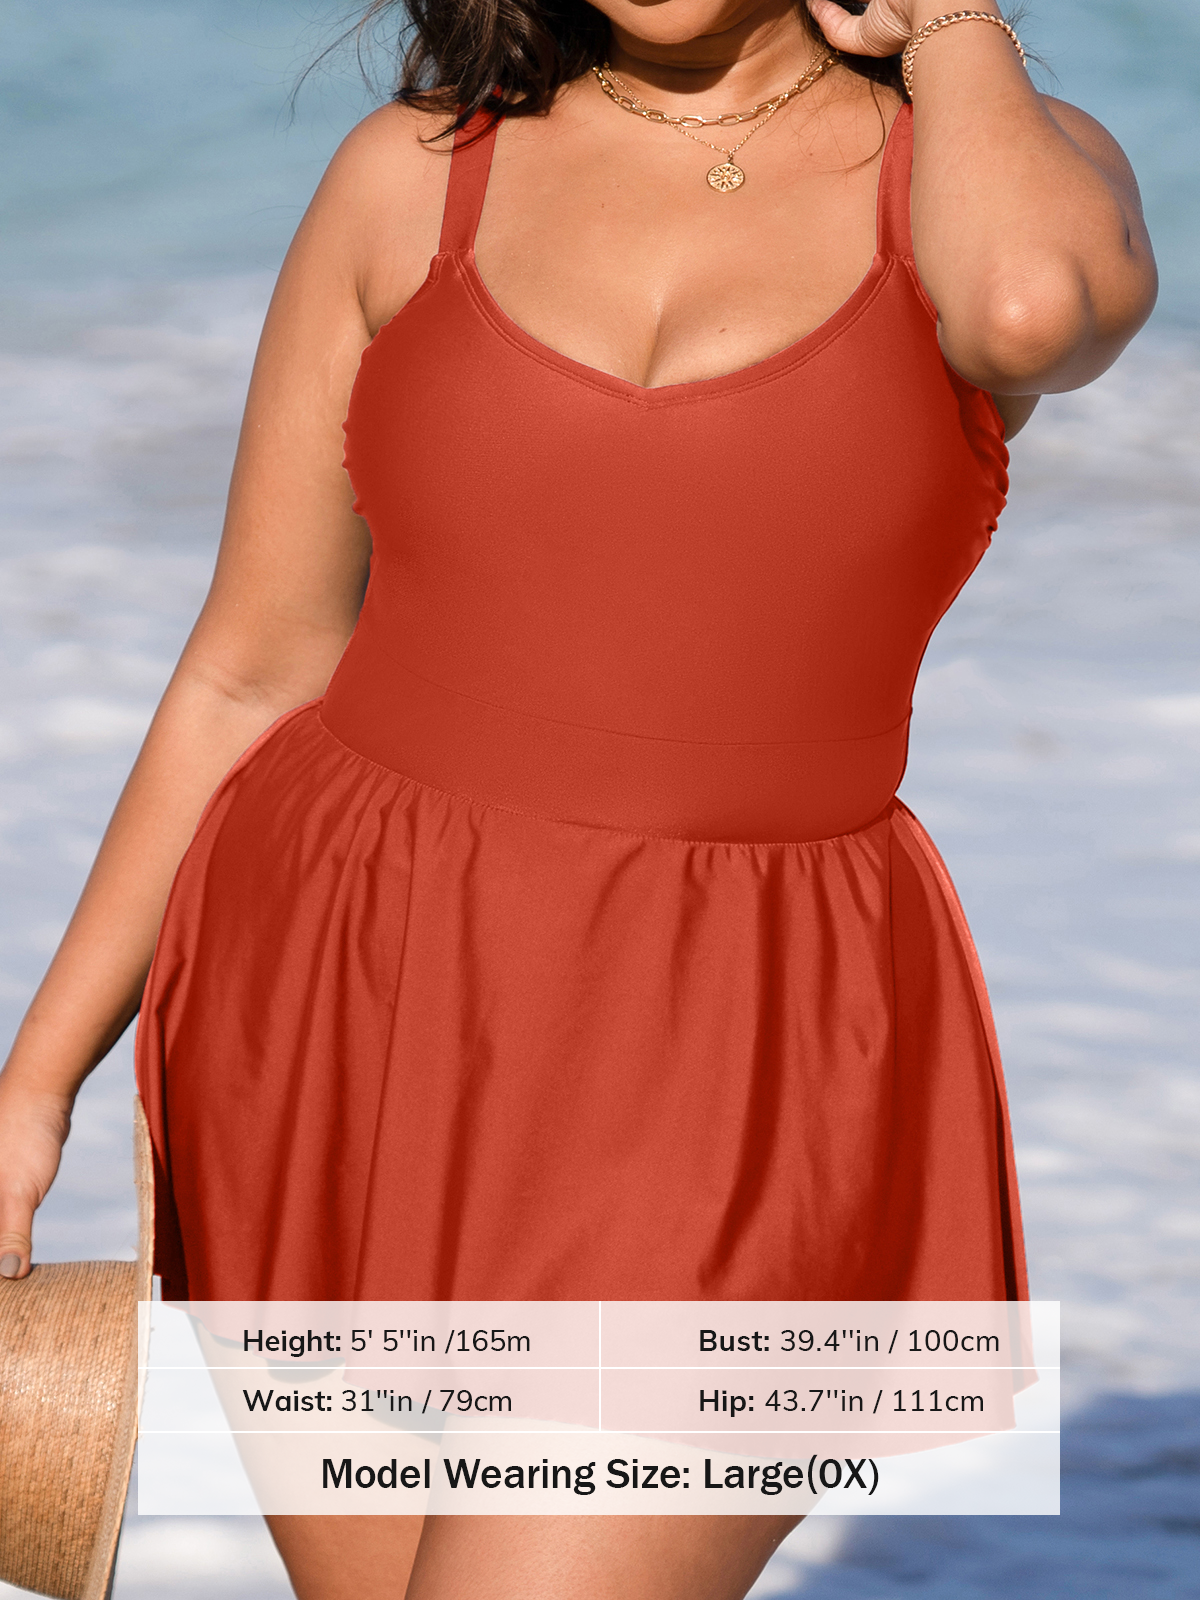 Height: 5' 5''in /165m
Bust: 39.4''in / 100cm
Waist: 31''in / 79cm
Hip: 43.7''in / 111cm
Model Wearing Size: Large(0X)